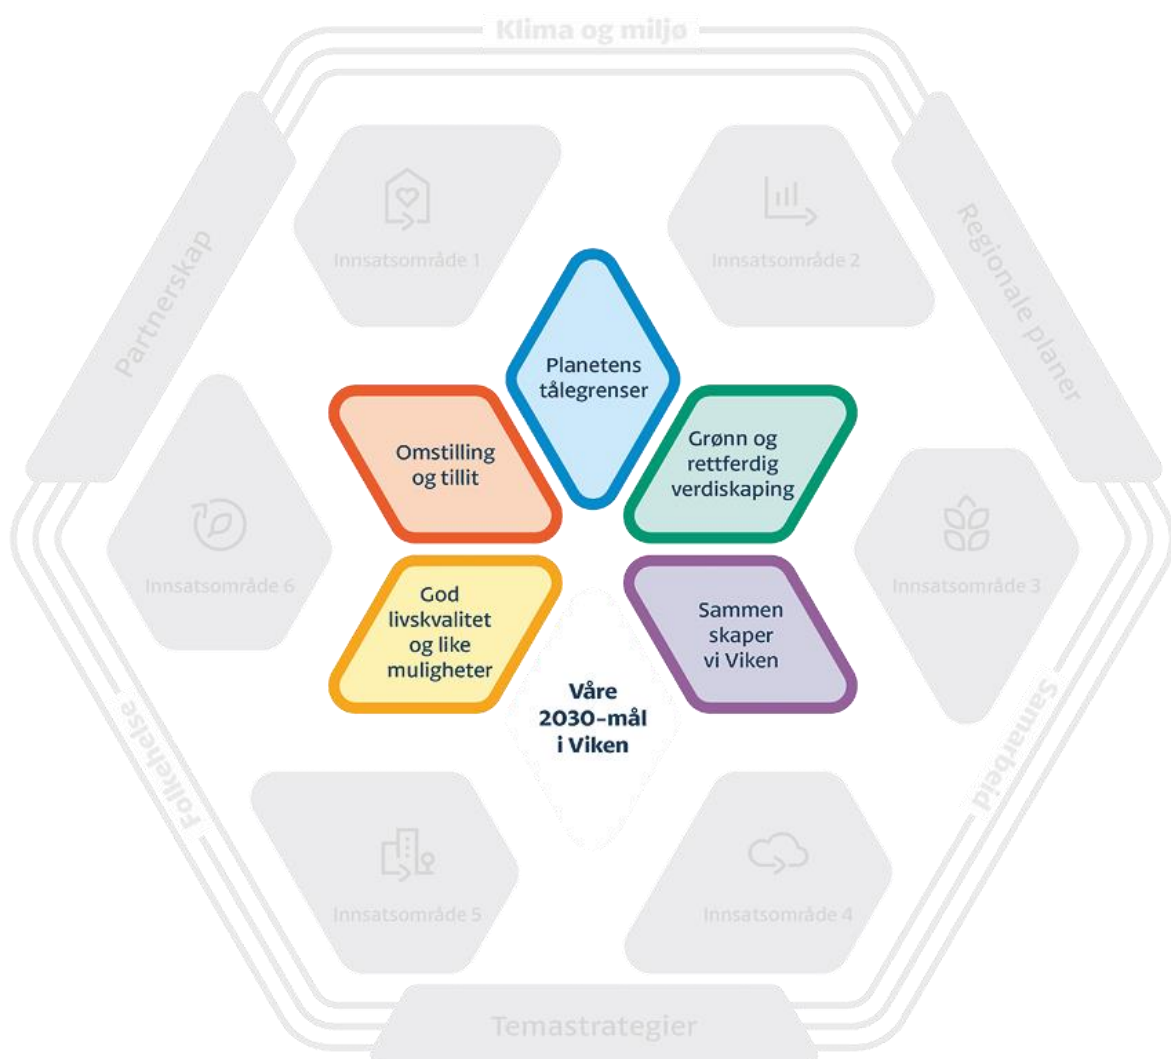 Klima og miljø
Partnerskap
Regionale planer
Innsatsområde 1
Innsatsområde 2
Planetens
tålegrenser
Omstilling
og tillit
Grønn og
rettferdig
verdiskaping
Innsatsområde 6
Innsatsområde 3
God
livskvalitet
og like
muligheter
Sammen
skaper
vi Viken
Våre
2030-mål
i Viken
Folkehelse
Samarbeid
Innsatsområde 5
Innsatsområde 4
Temastrategier